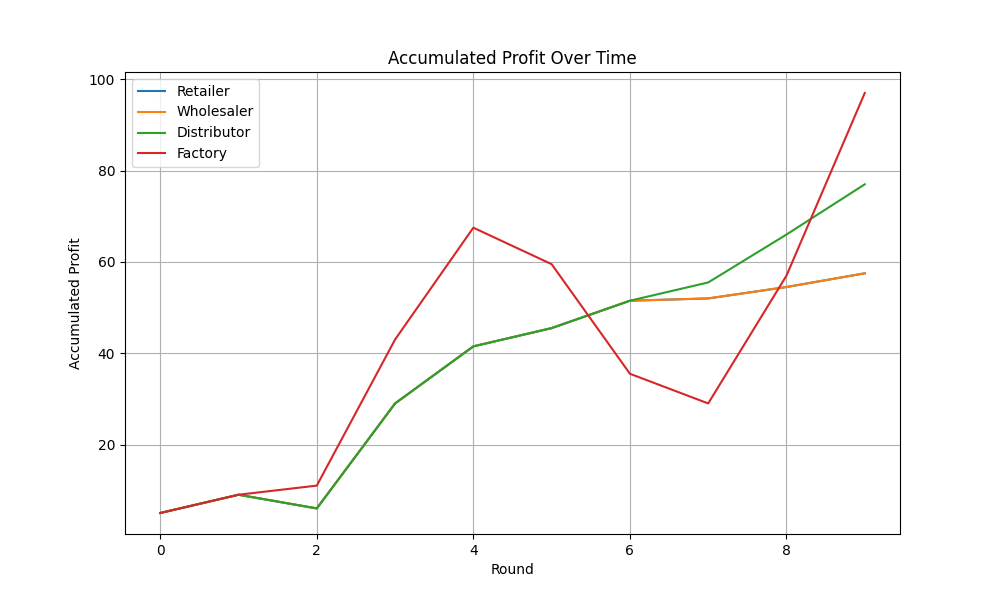 Accumulated Profit Over Time
Accumulated Profit
100
80
60
40
20
Retailer
Wholesaler
Distributor
Factory
0 2 4 6 8
Round